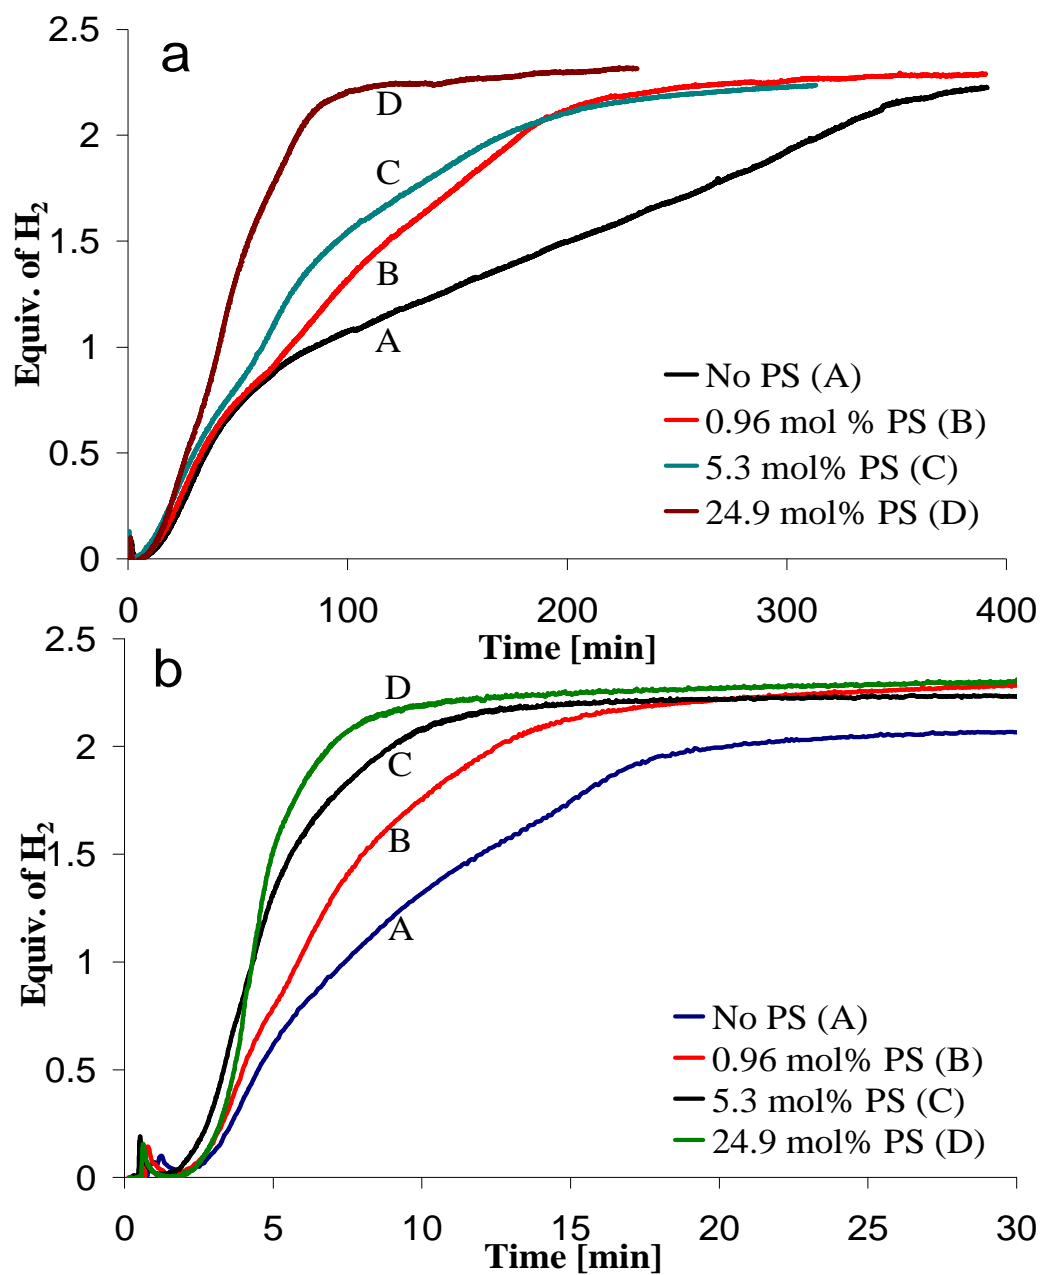 a
2.5
2
1.5
1
0.5
0
Equiv. of H₂
D
C
B
A
No PS (A)
0.96 mol % PS (B)
5.3 mol% PS (C)
24.9 mol% PS (D)
0 100 200 300 400
Time [min]
b
2.5
2
1.5
1
0.5
0
Equiv. of H₂
D
C
B
A
No PS (A)
0.96 mol% PS (B)
5.3 mol% PS (C)
24.9 mol% PS (D)
0 5 10 15 20 25 30
Time [min]